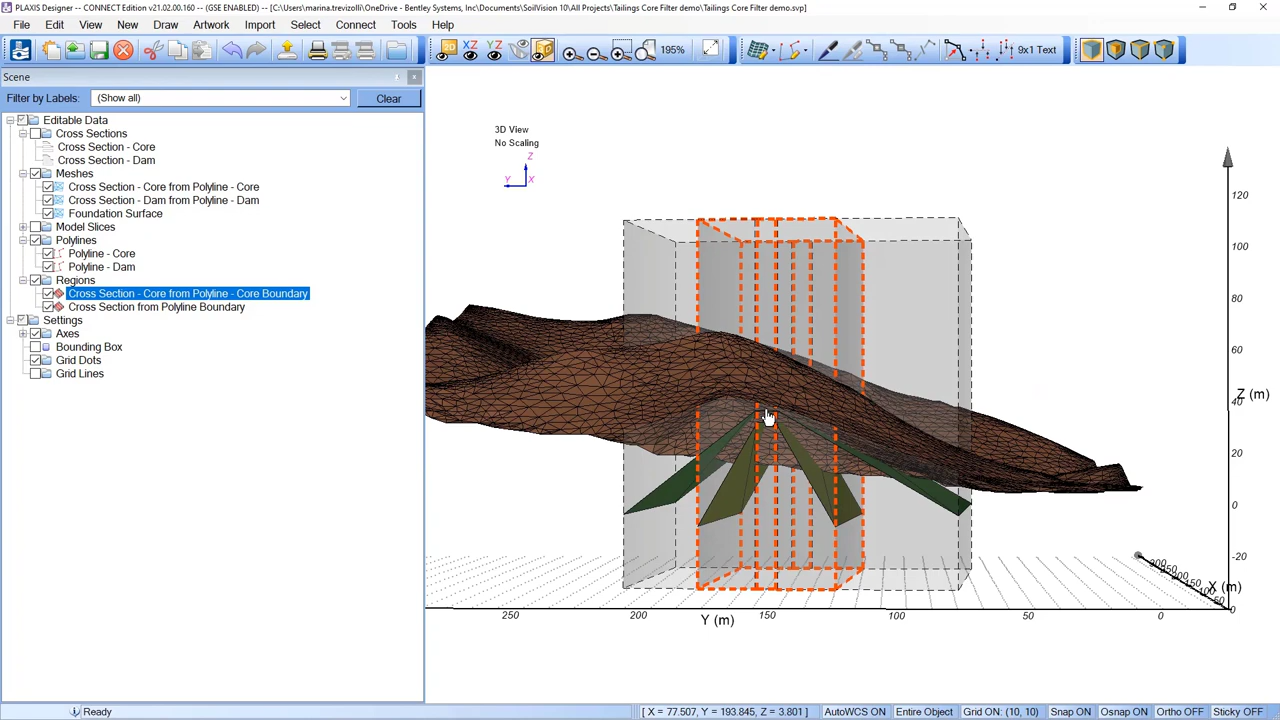 PLAXIS Designer -- CONNECT Edition v21.02.00.160 -- (GSE ENABLED) -- [C:\Users\marina.trevizolli\OneDrive - Bentley Systems, Inc\SoilVision 10\All Projects\Tailings Core Filter demo\Tailings Core Filter demo.svp]
File Edit View New Draw Artwork Import Select Connect Tools Help
2D XZ YZ 3D 195% 9x1 Text
Scene
Filter by Labels: (Show all) Clear
Editable Data
Cross Sections
Cross Section - Core
Cross Section - Dam
Meshes
Cross Section - Core from Polyline - Core
Cross Section - Dam from Polyline - Dam
Foundation Surface
Model Slices
Polylines
Polyline - Core
Polyline - Dam
Regions
Cross Section - Core from Polyline - Core Boundary
Cross Section from Polyline Boundary
Settings
Axes
Bounding Box
Grid Dots
Grid Lines
3D View
No Scaling
Z
Y X
120
100
80
60
40
Z (m)
20
0
-20
X (m)
0
250 200 150 100 50 0
Y (m)
Ready
[ X = 77.507, Y = 193.845, Z = 3.801 ] AutoWCS ON Entire Object Grid ON: (10, 10) Snap ON Osnap ON Ortho OFF Sticky OFF